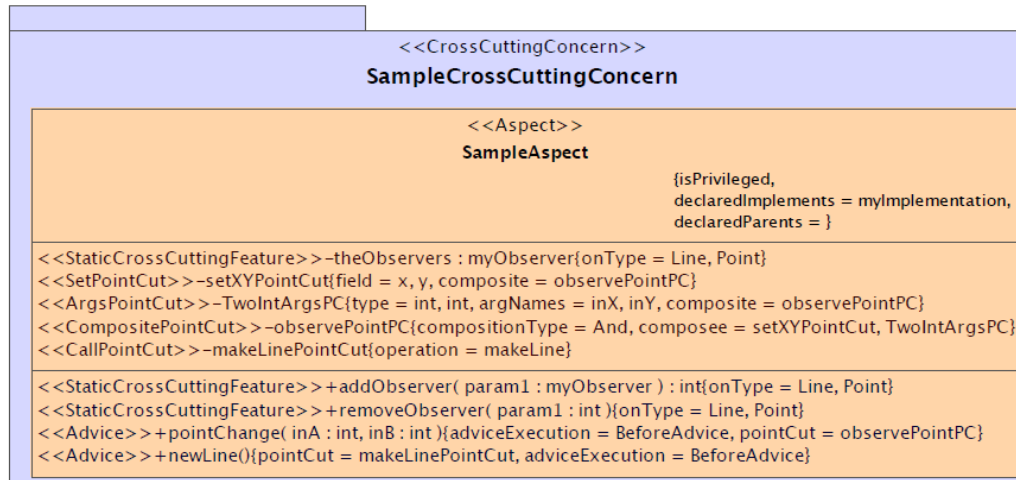 <<CrossCuttingConcern>>
SampleCrossCuttingConcern
<<Aspect>>
SampleAspect
{isPrivileged,
declaredImplements = myImplementation,
declaredParents = }
<<StaticCrossCuttingFeature>>-theObservers : myObserver{onType = Line, Point}
<<SetPointCut>>-setXYPointCut{field = x, y, composite = observePointPC}
<<ArgsPointCut>>-TwoIntArgsPC{type = int, int, argNames = inX, inY, composite = observePointPC}
<<CompositePointCut>>-observePointPC{compositionType = And, composee = setXYPointCut, TwoIntArgsPC}
<<CallPointCut>>-makeLinePointCut{operation = makeLine}
<<StaticCrossCuttingFeature>>+addObserver( param1 : myObserver ) : int{onType = Line, Point}
<<StaticCrossCuttingFeature>>+removeObserver( param1 : int ){onType = Line, Point}
<<Advice>>+pointChange( inA : int, inB : int ){adviceExecution = BeforeAdvice, pointCut = observePointPC}
<<Advice>>+newLine(){pointCut = makeLinePointCut, adviceExecution = BeforeAdvice}